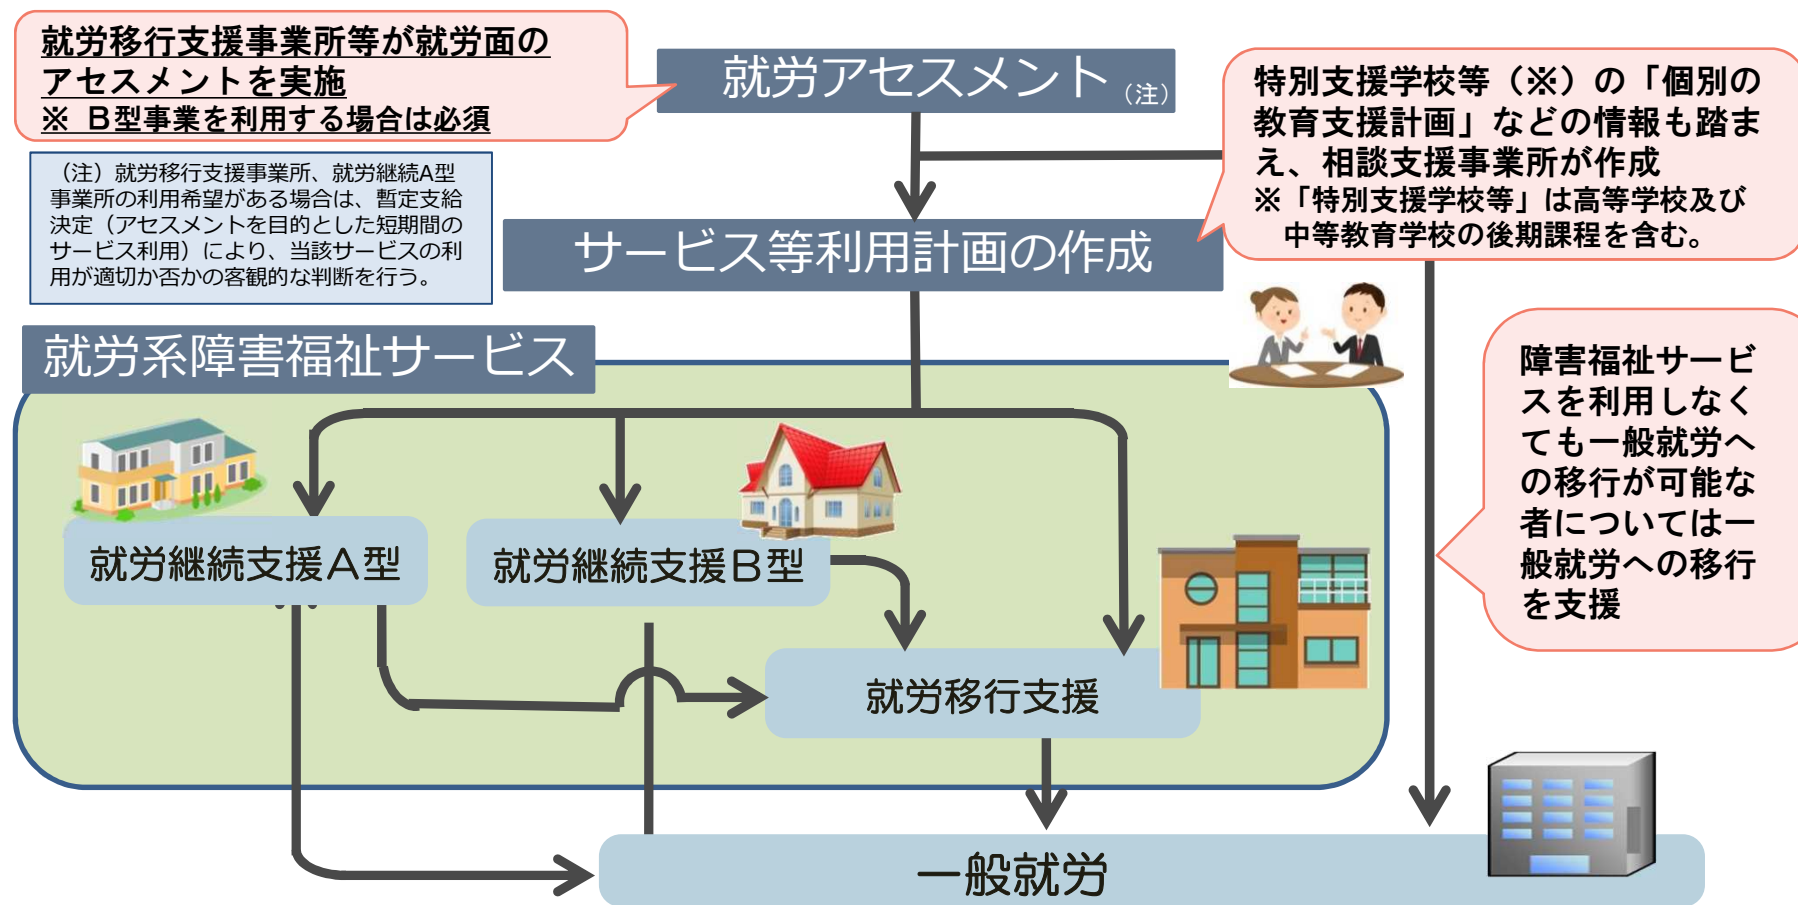 就労移行支援事業所等が就労面の
アセスメントを実施
※ B型事業を利用する場合は必須
就労アセスメント（注）
特別支援学校等（※）の「個別の
教育支援計画」などの情報も踏ま
え、相談支援事業所が作成
※「特別支援学校等」は高等学校及び
中等教育学校の後期課程を含む。
（注）就労移行支援事業所、就労継続A型
事業所の利用希望がある場合は、暫定支給
決定（アセスメントを目的とした短期間の
サービス利用）により、当該サービスの利
用が適切か否かの客観的な判断を行う。
サービス等利用計画の作成
就労系障害福祉サービス
障害福祉サービ
スを利用しなく
ても一般就労へ
の移行が可能な
者については一
般就労への移行
を支援
就労継続支援Ａ型
就労継続支援Ｂ型
就労移行支援
一般就労